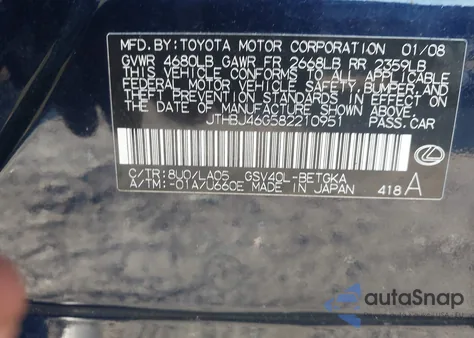 MFD. BY: TOYOTA MOTOR CORPORATION 01/08
GVWR 4680LB GAWR FR 2668LB RR 2359LB
THIS VEHICLE CONFORMS TO ALL APPLICABLE
FEDERAL MOTOR VEHICLE SAFETY, BUMPER,
AND THEFT PREVENTION STANDARDS IN EFFECT
ON THE DATE OF MANUFACTURE SHOWN ABOVE.
JTHBJ46G582210951 PASS.CAR
C/TR: 8U0/LA05 GSV40L-BETGKA
A/TM: -01A/U660E MADE IN JAPAN
418 A
autoSnap